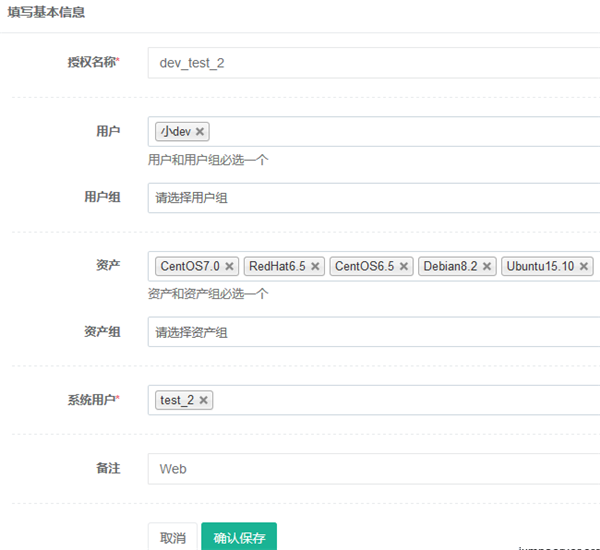 填写基本信息
授权名称* dev_test_2
用户 小dev ×
用户和用户组必选一个
用户组 请选择用户组
资产 CentOS7.0 × RedHat6.5 × CentOS6.5 × Debian8.2 × Ubuntu15.10 ×
资产和资产组必选一个
资产组 请选择资产组
系统用户* test_2 ×
备注 Web
取消 确认保存